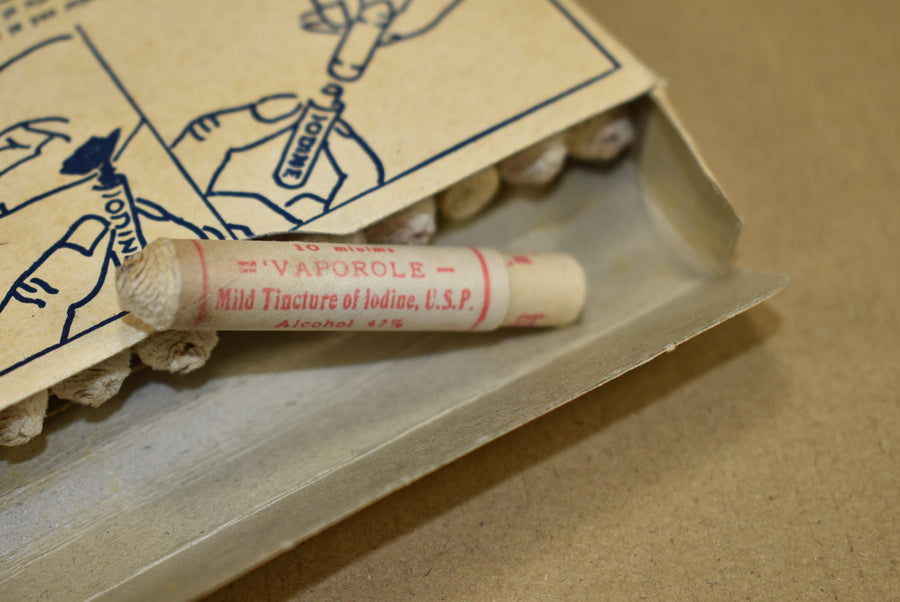 IODINE
IODINE
10 minims
'VAPOROLE —
Mild Tincture of Iodine, U.S.P.
Alcohol 47%